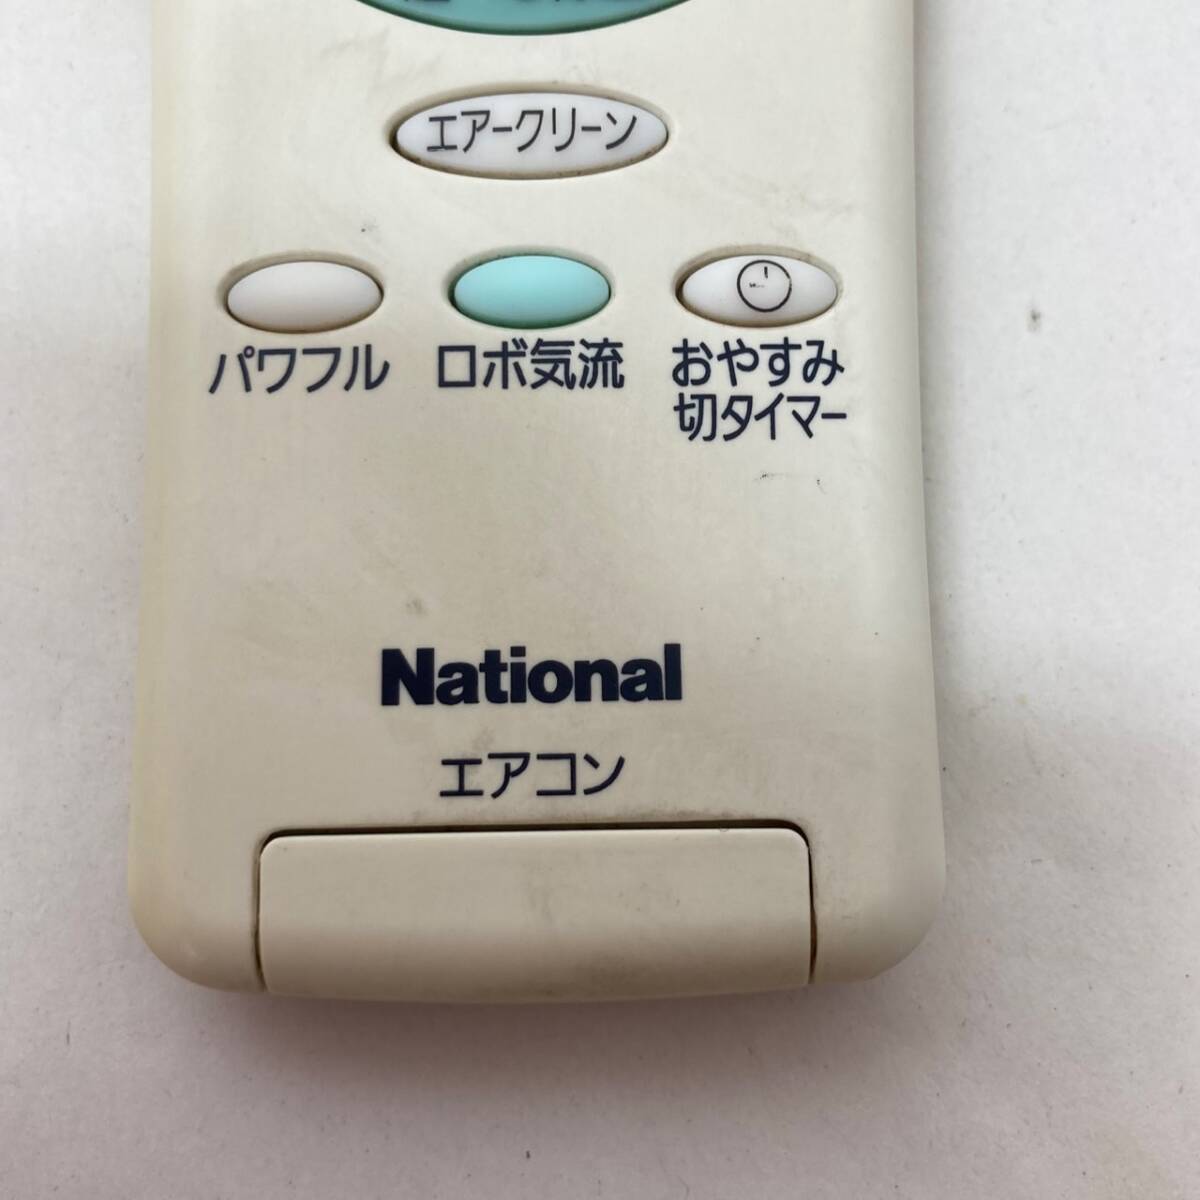 エアークリーン
パワフル
ロボ気流
おやすみ
切タイマー
National
エアコン